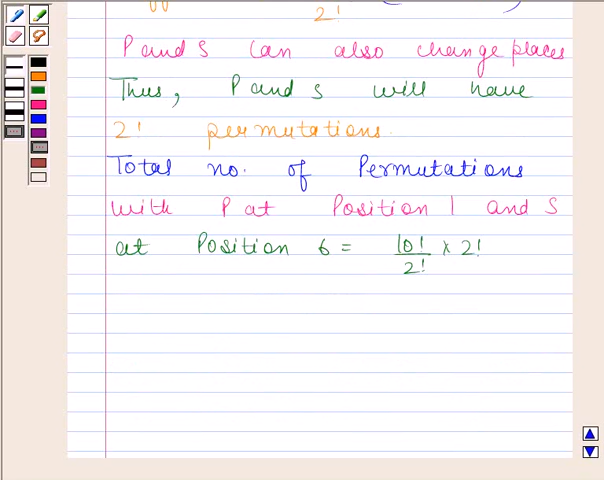 2!
P and S can also change places
Thus, P and S will have
2! permutations.
Total no. of Permutations
with P at Position 1 and S
at Position 6 = 10!/2! × 2!